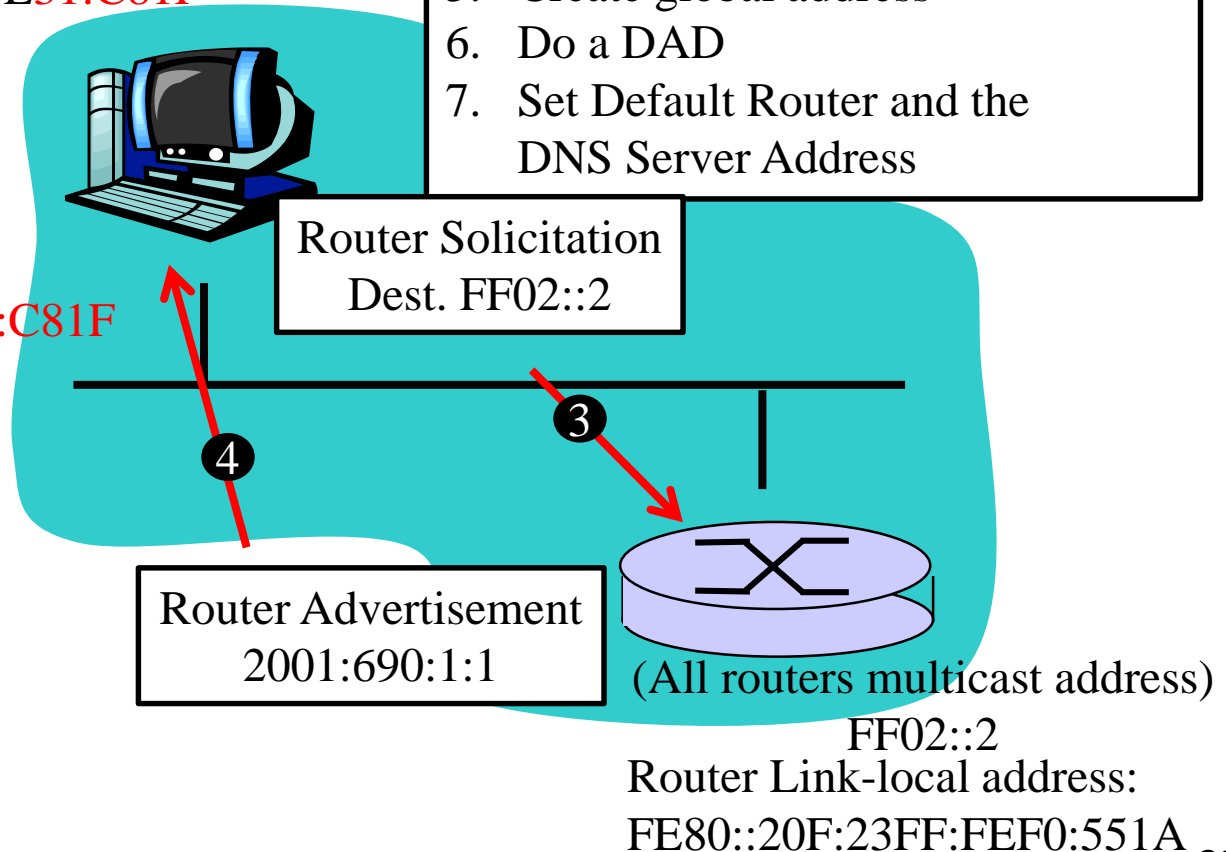 6. Do a DAD
7. Set Default Router and the
DNS Server Address
Router Solicitation
Dest. FF02::2
:C81F
3
4
Router Advertisement
2001:690:1:1
(All routers multicast address)
FF02::2
Router Link-local address:
FE80::20F:23FF:FEF0:551A